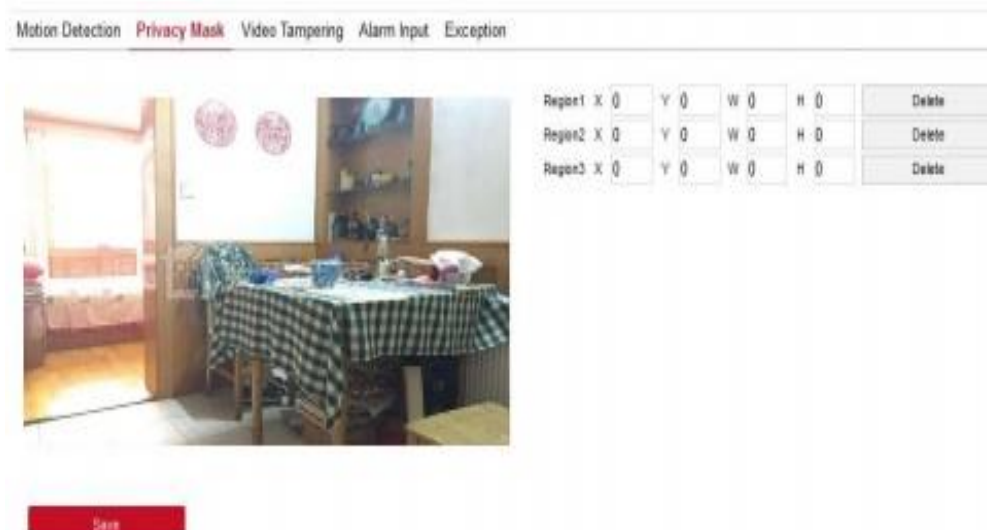 Motion Detection Privacy Mask Video Tampering Alarm Input Exception
Region1 X 0 Y 0 W 0 H 0 Delete
Region2 X 0 Y 0 W 0 H 0 Delete
Region3 X 0 Y 0 W 0 H 0 Delete
Save